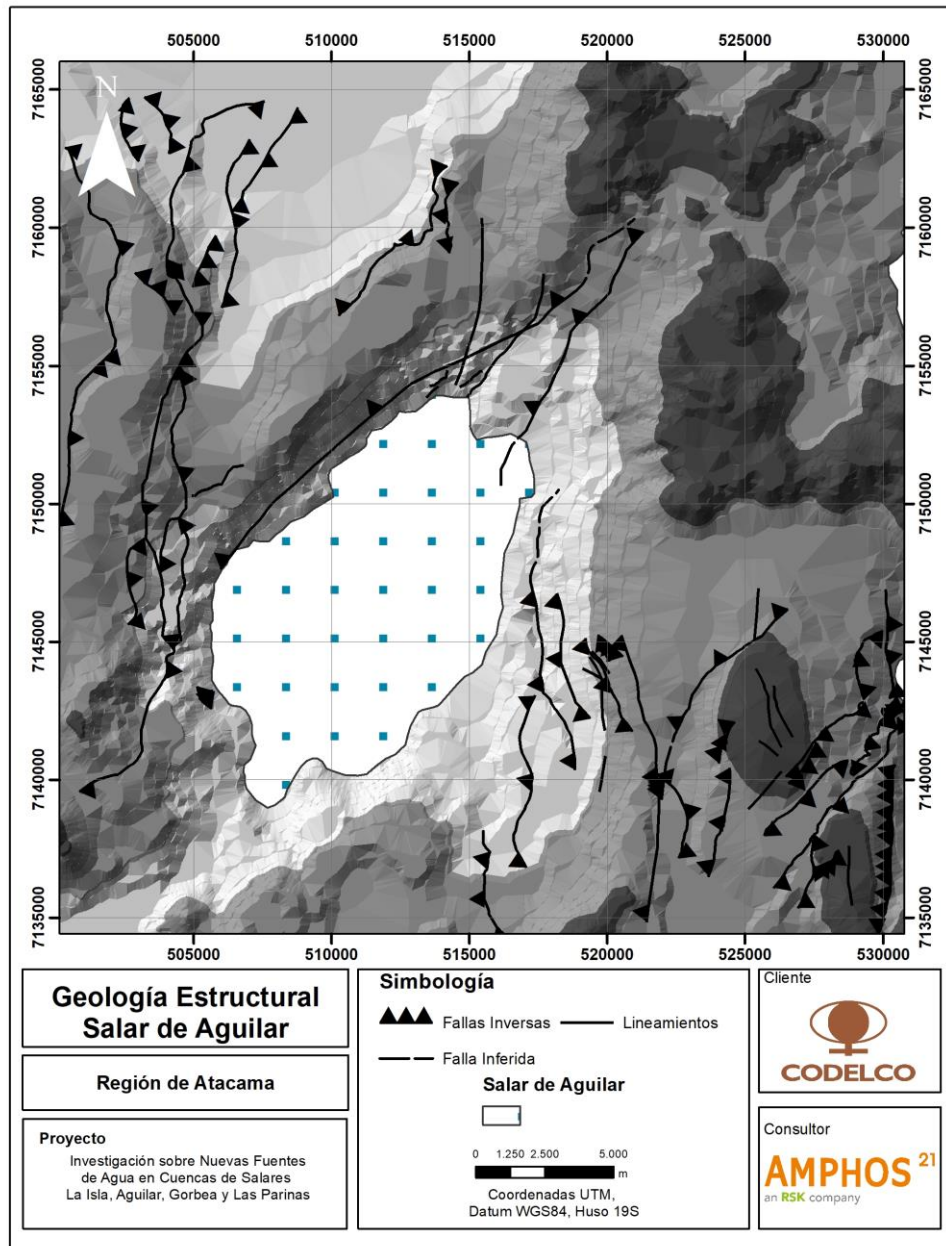 505000 510000 515000 520000 525000 530000
7165000 7165000
N
7160000 7160000
7155000 7155000
7150000 7150000
7145000 7145000
7140000 7140000
7135000 7135000
505000 510000 515000 520000 525000 530000
Geología Estructural
Salar de Aguilar
Región de Atacama
Proyecto
Investigación sobre Nuevas Fuentes
de Agua en Cuencas de Salares
La Isla, Aguilar, Gorbea y Las Parinas
Simbología
Fallas Inversas Lineamientos
Falla Inferida
Salar de Aguilar
0 1.250 2.500 5.000
m
Coordenadas UTM,
Datum WGS84, Huso 19S
Cliente
CODELCO
Consultor
AMPHOS 21
an RSK company